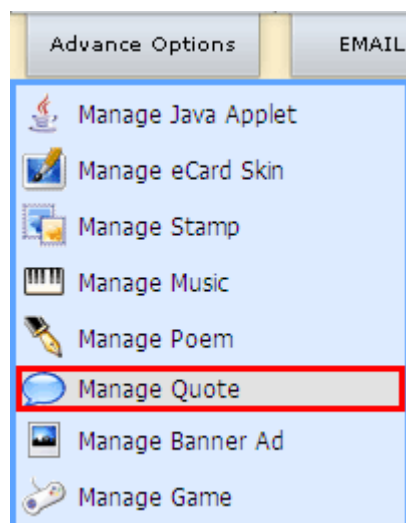 Advance Options EMAIL
Manage Java Applet
Manage eCard Skin
Manage Stamp
Manage Music
Manage Poem
Manage Quote
Manage Banner Ad
Manage Game